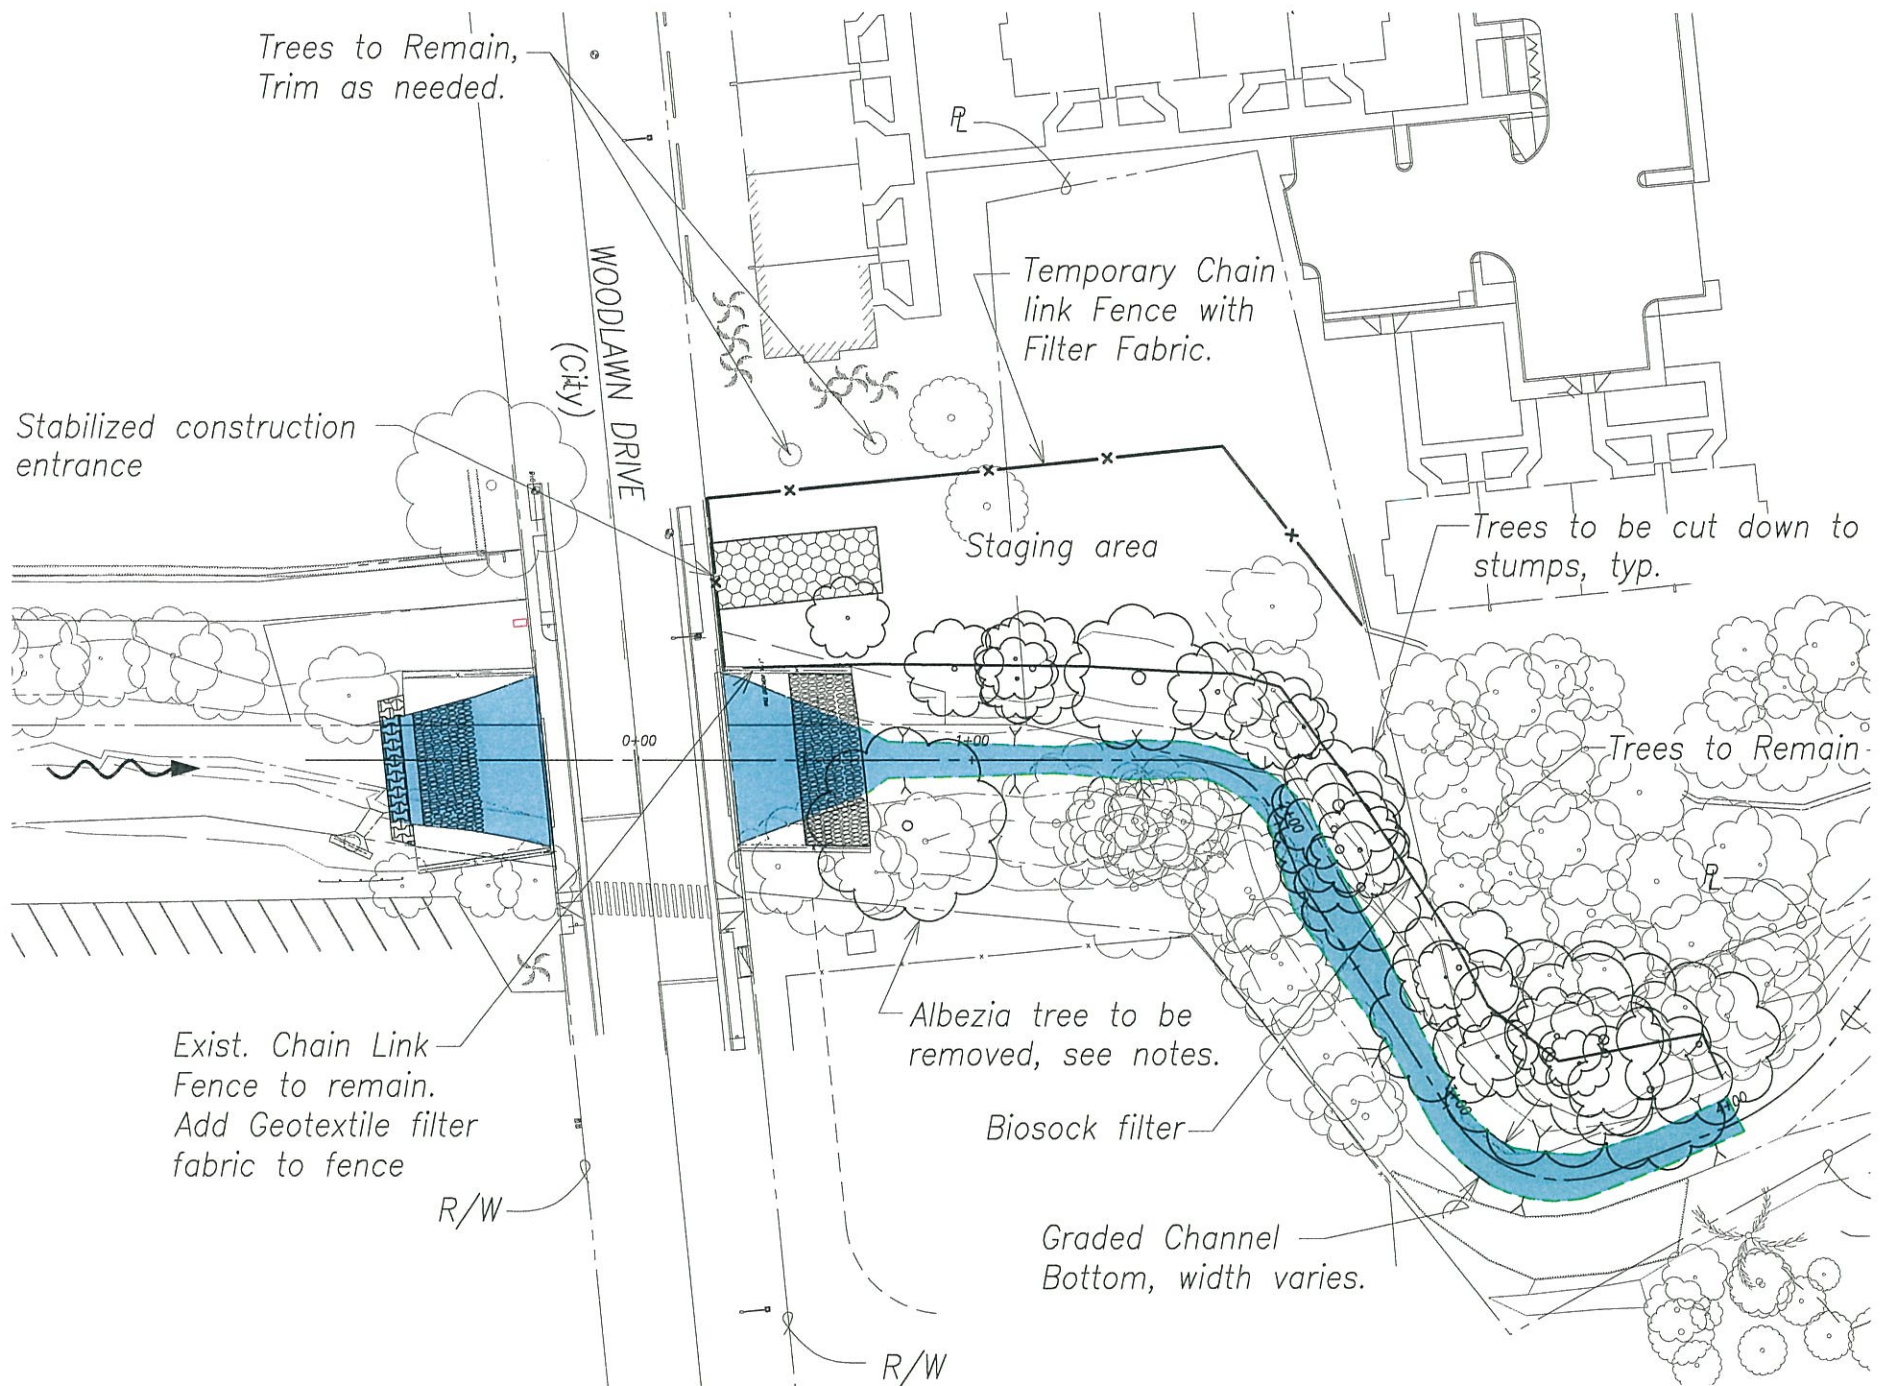 Trees to Remain,
Trim as needed.
PL
WOODLAWN DRIVE
(City)
Temporary Chain
link Fence with
Filter Fabric.
Stabilized construction
entrance
Staging area
Trees to be cut down to
stumps, typ.
0+00
1+00
Trees to Remain
PL
Exist. Chain Link
Fence to remain.
Add Geotextile filter
fabric to fence
Albezia tree to be
removed, see notes.
Biosock filter
4+00
R/W
Graded Channel
Bottom, width varies.
R/W